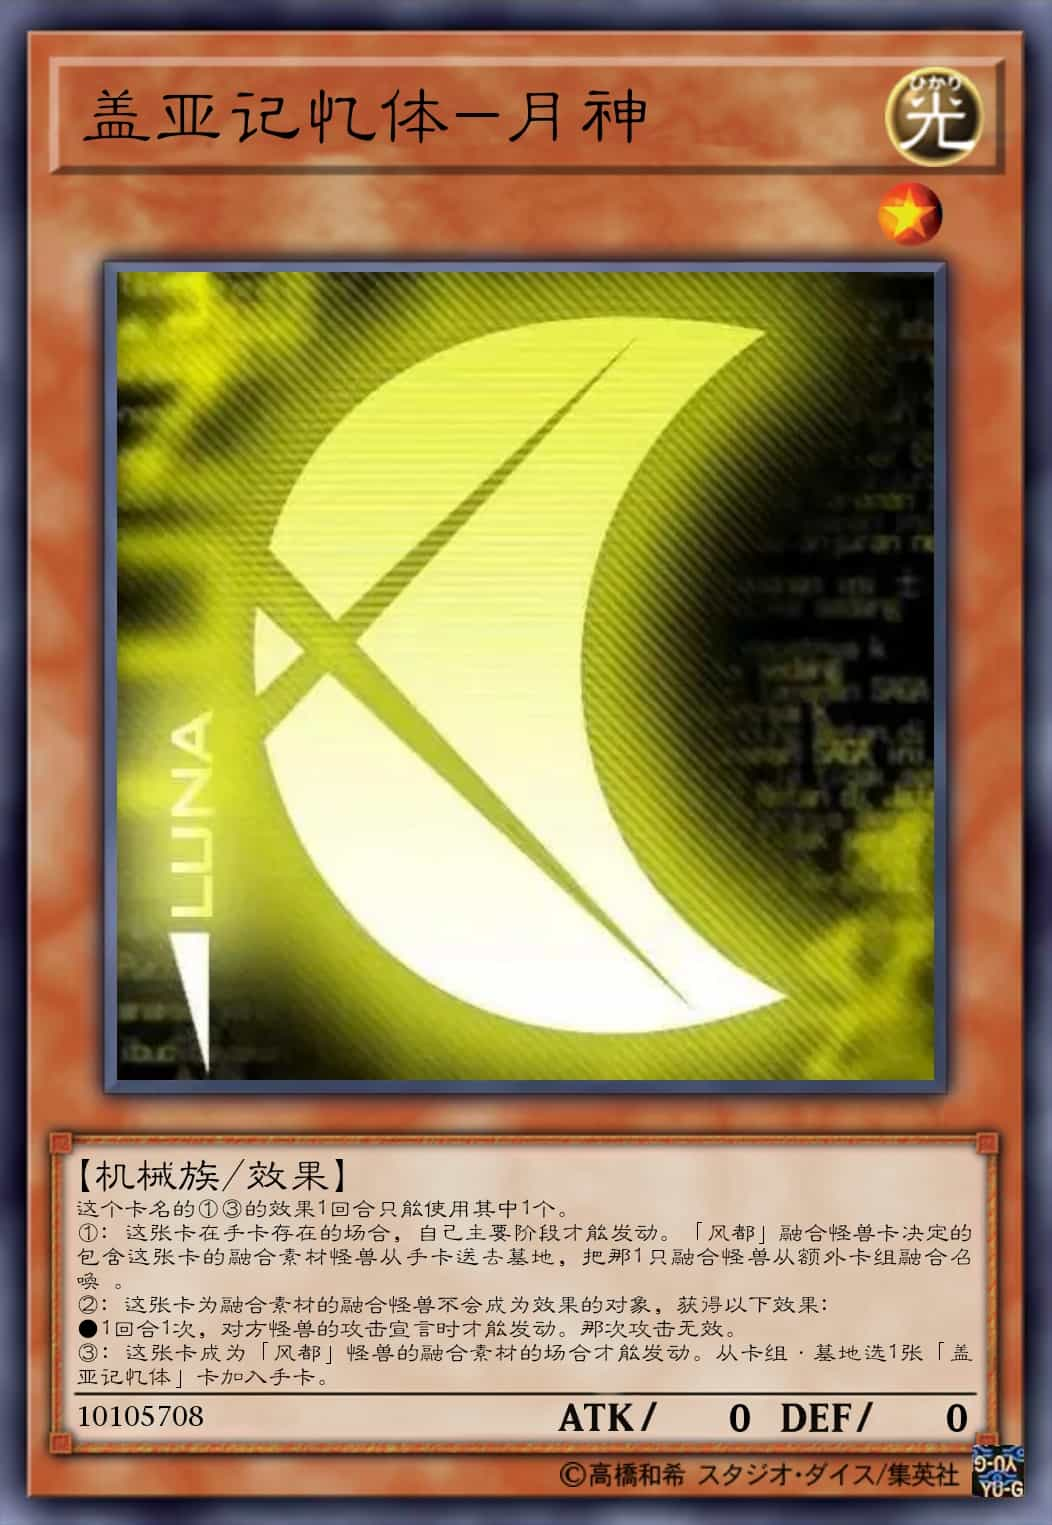 盖亚记忆体-月神
ひかり
光
LUNA
【机械族/效果】
这个卡名的①③的效果1回合只能使用其中1个。
①：这张卡在手卡存在的场合，自己主要阶段才能发动。「风都」融合怪兽卡决定的
包含这张卡的融合素材怪兽从手卡送去墓地，把那1只融合怪兽从额外卡组融合召
唤 。
②：这张卡为融合素材的融合怪兽不会成为效果的对象，获得以下效果：
●1回合1次，对方怪兽的攻击宣言时才能发动。那次攻击无效。
③：这张卡成为「风都」怪兽的融合素材的场合才能发动。从卡组·墓地选1张「盖
亚记忆体」卡加入手卡。
10105708 ATK/ 0 DEF/ 0
©高橋和希 スタジオ·ダイス/集英社
YU-G